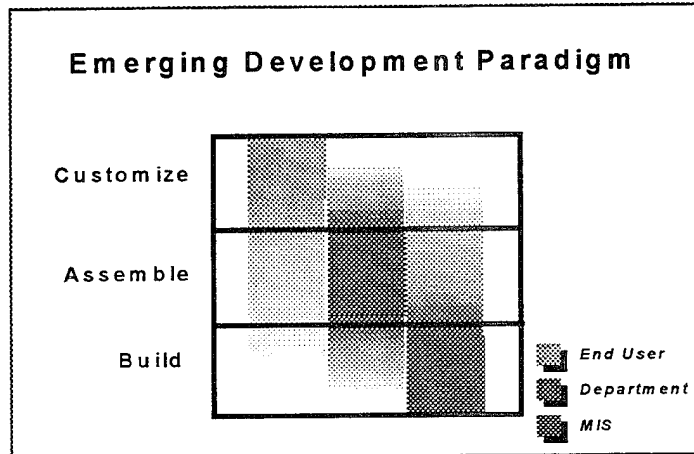 Emerging Development Paradigm
Customize
Assemble
Build
End User
Department
MIS